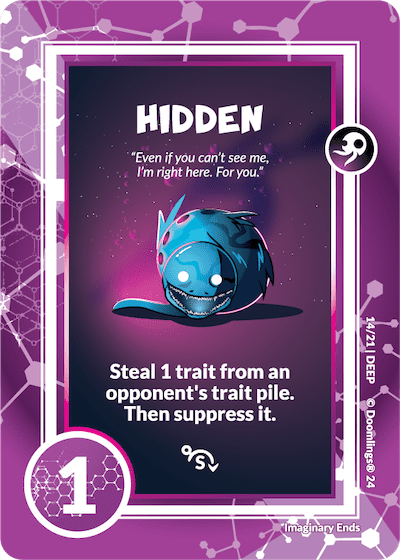 HIDDEN
“Even if you can’t see me,
I’m right here. For you.”
Steal 1 trait from an
opponent's trait pile.
Then suppress it.
S
1
14/21 | DEEP © Doomlings® 24
*Imaginary Ends